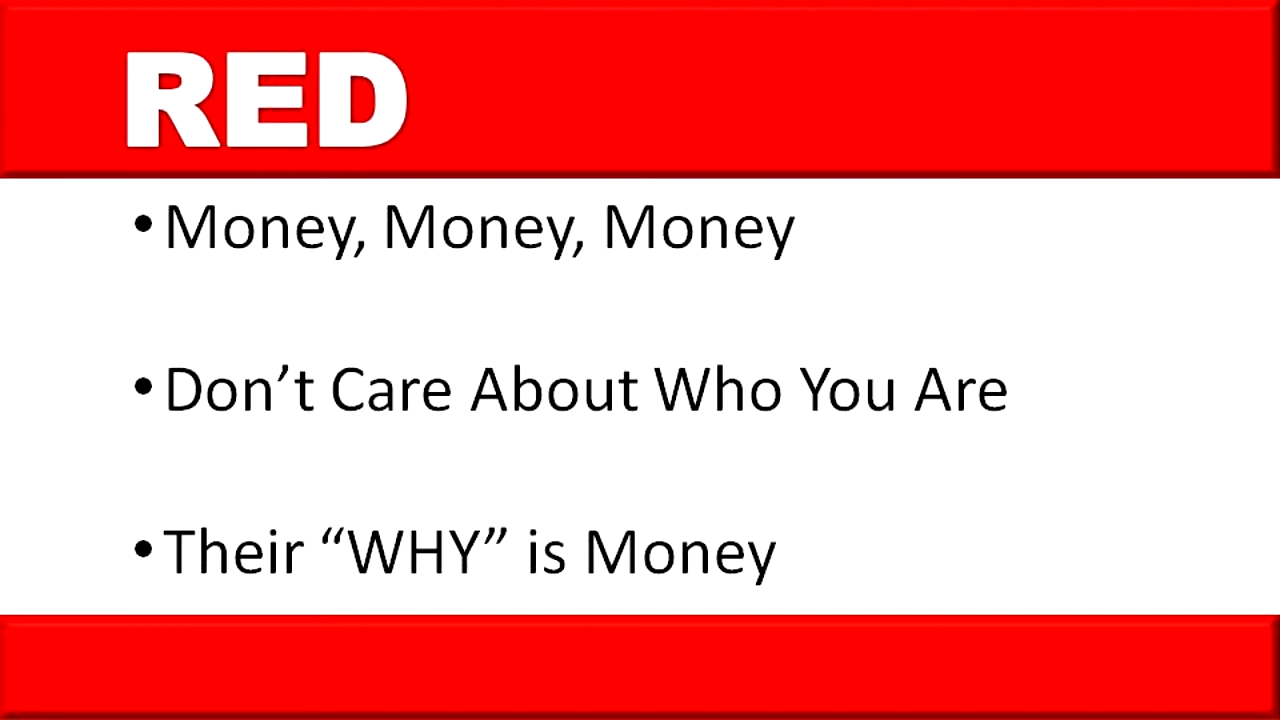 RED
•Money, Money, Money
•Don’t Care About Who You Are
•Their “WHY” is Money